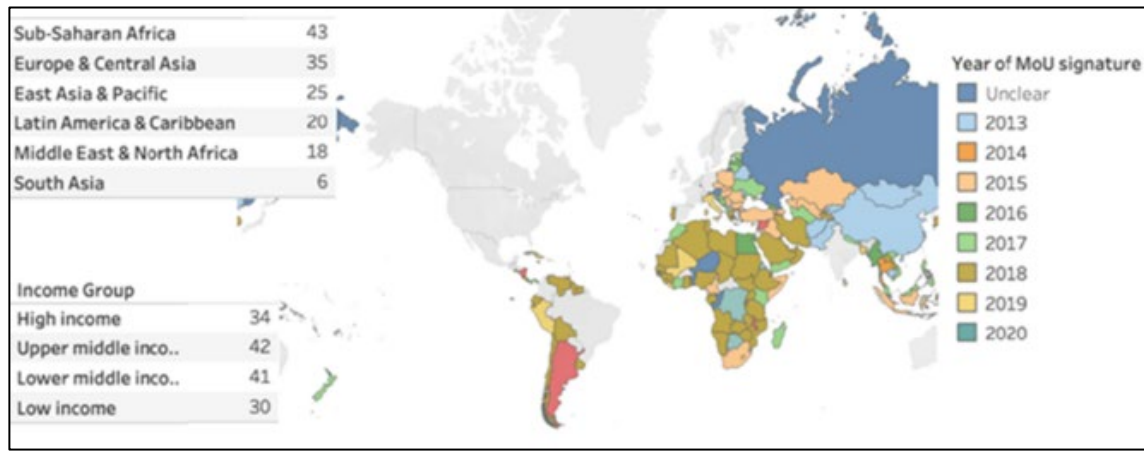 Sub-Saharan Africa 43
Europe & Central Asia 35
East Asia & Pacific 25
Latin America & Caribbean 20
Middle East & North Africa 18
South Asia 6
Income Group
High income 34
Upper middle inco.. 42
Lower middle inco.. 41
Low income 30
Year of MoU signature
Unclear
2013
2014
2015
2016
2017
2018
2019
2020